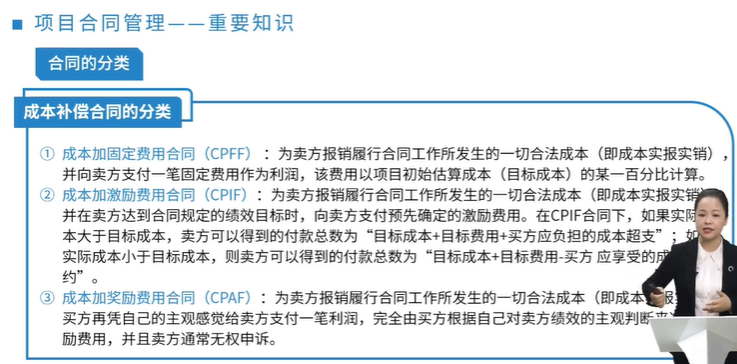 项目合同管理——重要知识
合同的分类
成本补偿合同的分类
① 成本加固定费用合同（CPFF）：为卖方报销履行合同工作所发生的一切合法成本（即成本实报实销），
并向卖方支付一笔固定费用作为利润，该费用以项目初始估算成本（目标成本）的某一百分比计算。
② 成本加激励费用合同（CPIF）：为卖方报销履行合同工作所发生的一切合法成本（即成本实报实销
并在卖方达到合同规定的绩效目标时，向卖方支付预先确定的激励费用。在CPIF合同下，如果实际
本大于目标成本，卖方可以得到的付款总数为“目标成本+目标费用+买方应负担的成本超支”；如
实际成本小于目标成本，则卖方可以得到的付款总数为“目标成本+目标费用-买方 应享受的成
约”。
③ 成本加奖励费用合同（CPAF）：为卖方报销履行合同工作所发生的一切合法成本（即成本
买方再凭自己的主观感觉给卖方支付一笔利润，完全由买方根据自己对卖方绩效的主观判断来
励费用，并且卖方通常无权申诉。